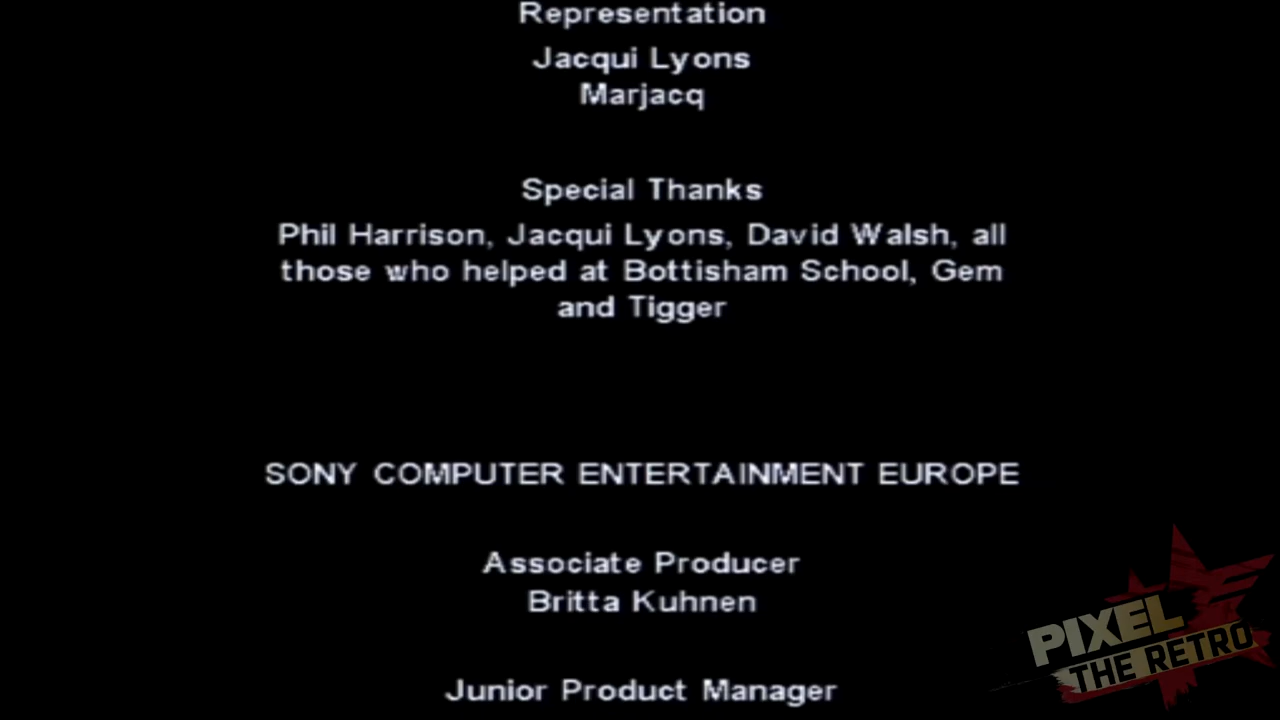 Representation
Jacqui Lyons
Marjacq
Special Thanks
Phil Harrison, Jacqui Lyons, David Walsh, all
those who helped at Bottisham School, Gem
and Tigger
SONY COMPUTER ENTERTAINMENT EUROPE
Associate Producer
Britta Kuhnen
Junior Product Manager
PIXEL
THE RETRO